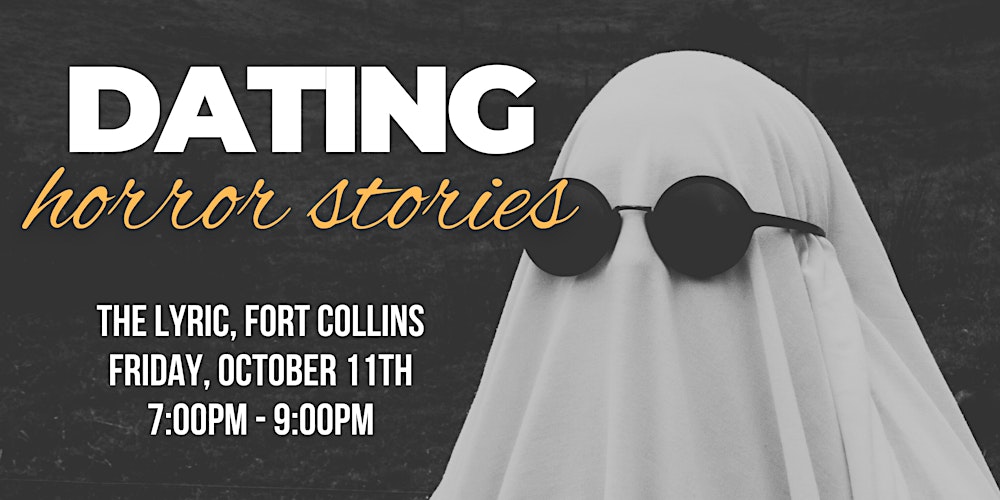 DATING
horror stories
THE LYRIC, FORT COLLINS
FRIDAY, OCTOBER 11TH
7:00PM - 9:00PM